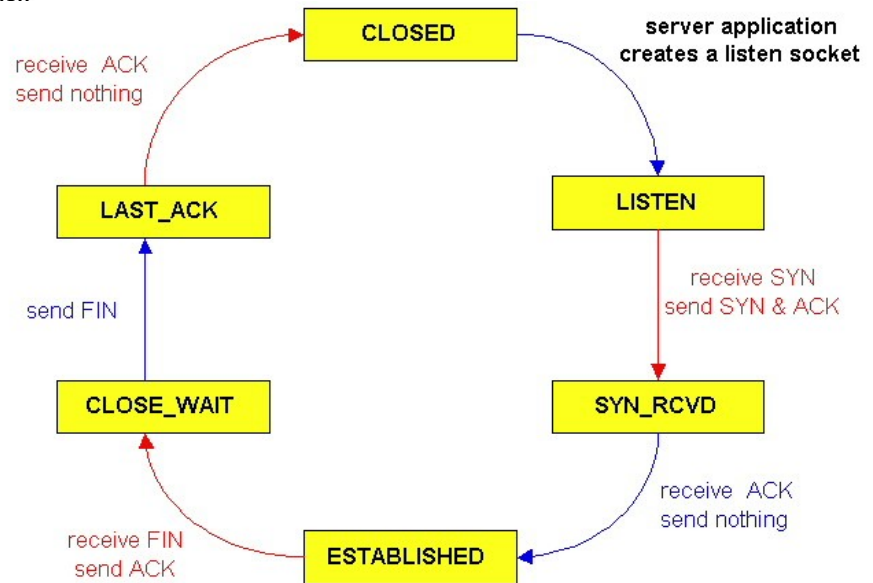 CLOSED
server application
creates a listen socket
receive ACK
send nothing
LAST_ACK
LISTEN
receive SYN
send SYN & ACK
send FIN
CLOSE_WAIT
SYN_RCVD
receive ACK
send nothing
receive FIN
send ACK
ESTABLISHED